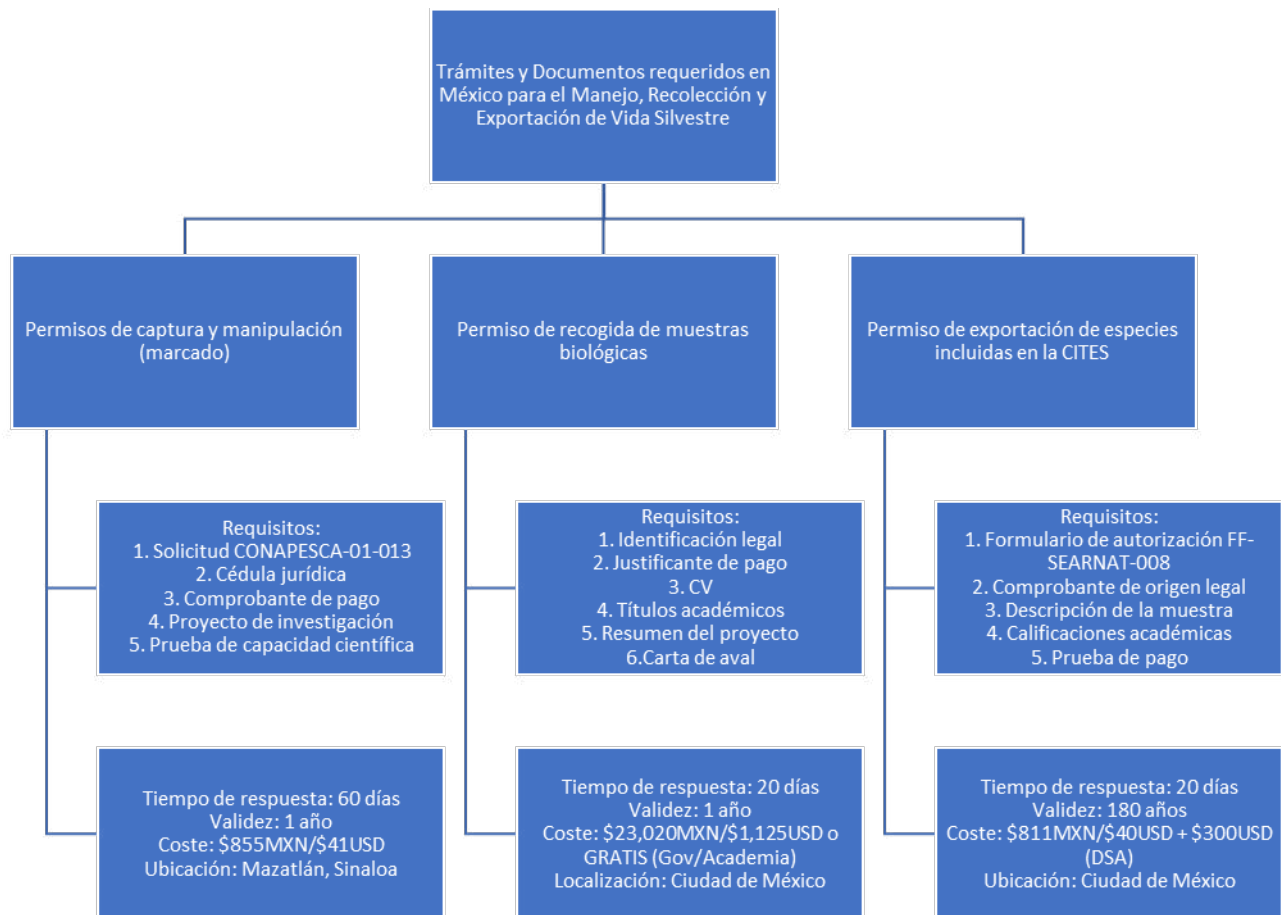 Trámites y Documentos requeridos en
México para el Manejo, Recolección y
Exportación de Vida Silvestre
Permisos de captura y manipulación
(marcado)
Permiso de recogida de muestras
biológicas
Permiso de exportación de especies
incluidas en la CITES
Requisitos:
1. Solicitud CONAPESCA-01-013
2. Cédula jurídica
3. Comprobante de pago
4. Proyecto de investigación
5. Prueba de capacidad científica
Requisitos:
1. Identificación legal
2. Justificante de pago
3. CV
4. Títulos académicos
5. Resumen del proyecto
6.Carta de aval
Requisitos:
1. Formulario de autorización FF-
SEARNAT-008
2. Comprobante de origen legal
3. Descripción de la muestra
4. Calificaciones académicas
5. Prueba de pago
Tiempo de respuesta: 60 días
Validez: 1 año
Coste: $855MXN/$41USD
Ubicación: Mazatlán, Sinaloa
Tiempo de respuesta: 20 días
Validez: 1 año
Coste: $23,020MXN/$1,125USD o
GRATIS (Gov/Academia)
Localización: Ciudad de México
Tiempo de respuesta: 20 días
Validez: 180 años
Coste: $811MXN/$40USD + $300USD
(DSA)
Ubicación: Ciudad de México